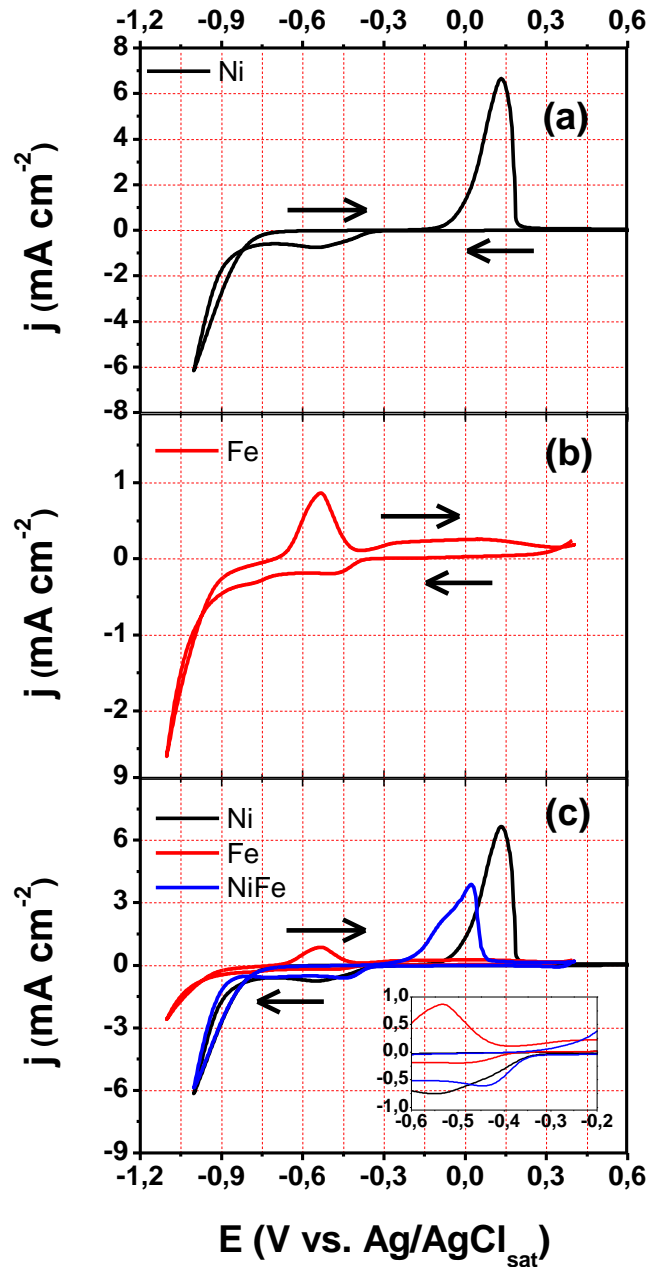 -1,2 -0,9 -0,6 -0,3 0,0 0,3 0,6
8
6
4
2
0
-2
-4
-6
-8
j (mA cm-2)
Ni
(a)
1
0
-1
-2
j (mA cm-2)
Fe
(b)
9
6
3
0
-3
-6
-9
j (mA cm-2)
Ni
Fe
NiFe
(c)
1,0
0,5
0,0
-0,5
-1,0
-0,6 -0,5 -0,4 -0,3 -0,2
-1,2 -0,9 -0,6 -0,3 0,0 0,3 0,6
E (V vs. Ag/AgClsat)